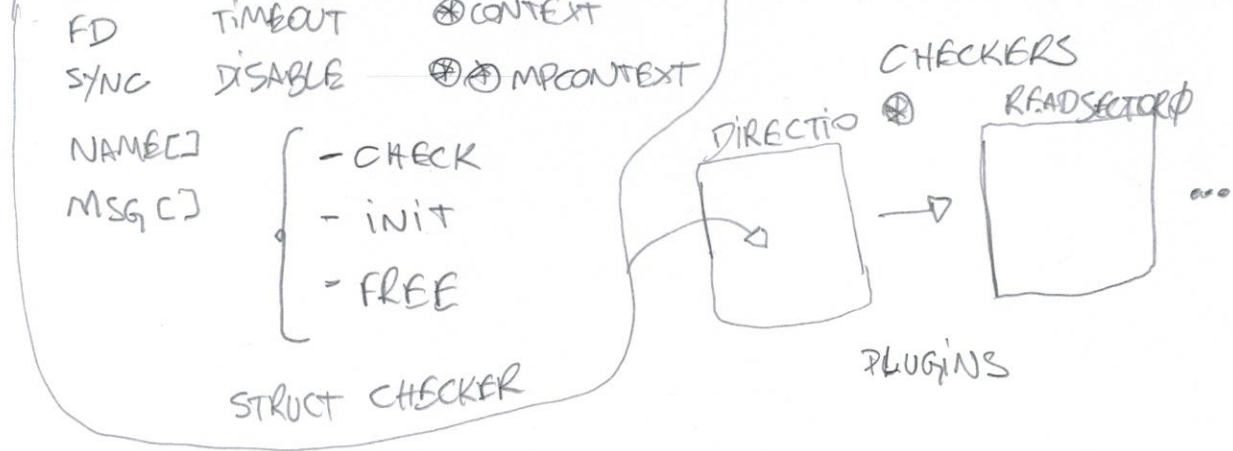 FD TIMEOUT *CONTEXT
SYNC DISABLE **MPCONTEXT
NAME[]
MSG[]
- CHECK
- INIT
- FREE
STRUCT CHECKER
CHECKERS
DIRECTIO * READSECTOR0
...
PLUGINS